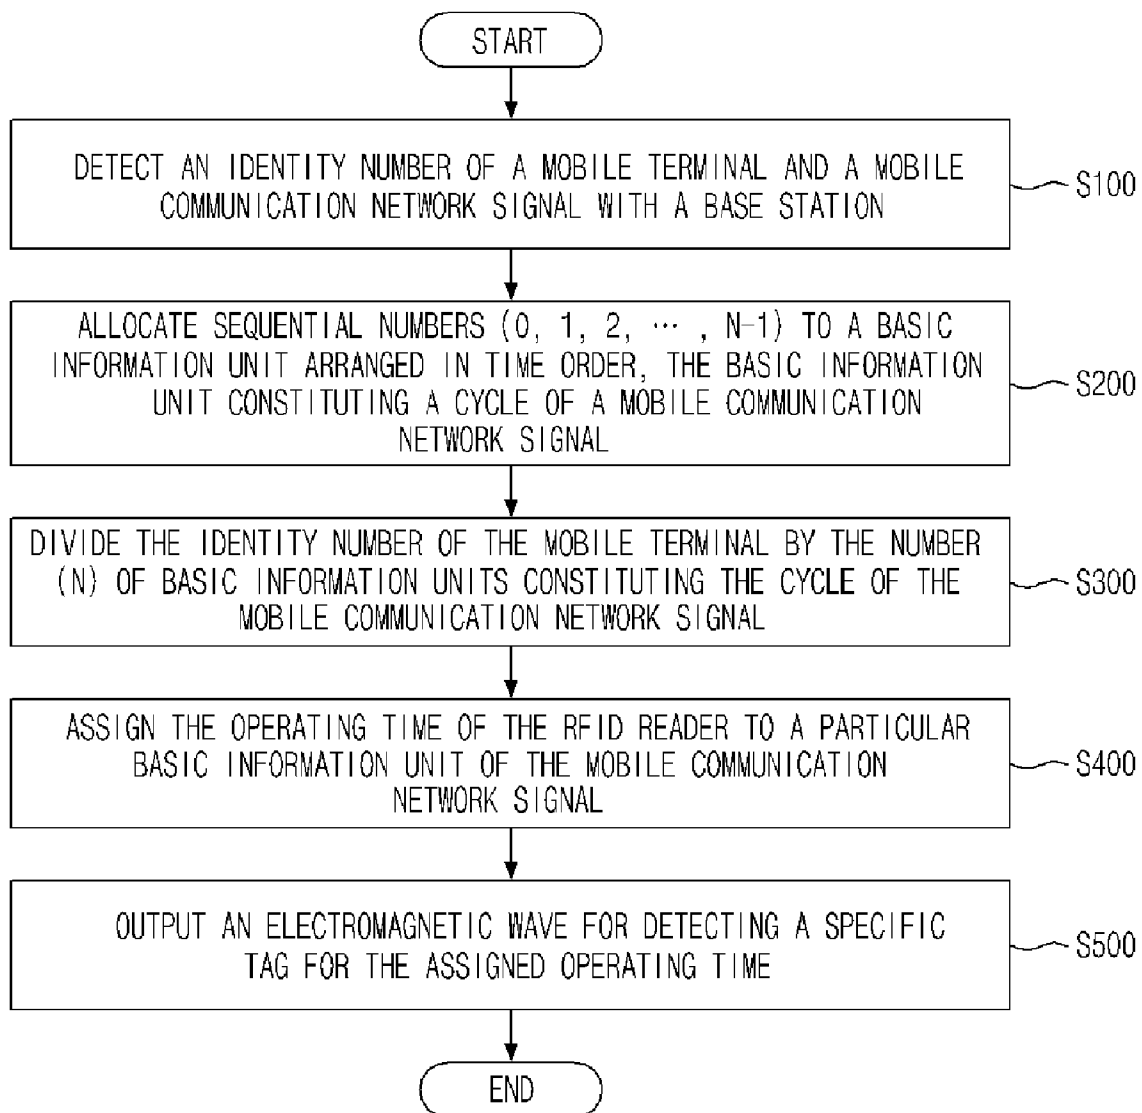 START
DETECT AN IDENTITY NUMBER OF A MOBILE TERMINAL AND A MOBILE
COMMUNICATION NETWORK SIGNAL WITH A BASE STATION
S100
ALLOCATE SEQUENTIAL NUMBERS (0, 1, 2, ··· , N-1) TO A BASIC
INFORMATION UNIT ARRANGED IN TIME ORDER, THE BASIC INFORMATION
UNIT CONSTITUTING A CYCLE OF A MOBILE COMMUNICATION
NETWORK SIGNAL
S200
DIVIDE THE IDENTITY NUMBER OF THE MOBILE TERMINAL BY THE NUMBER
(N) OF BASIC INFORMATION UNITS CONSTITUTING THE CYCLE OF THE
MOBILE COMMUNICATION NETWORK SIGNAL
S300
ASSIGN THE OPERATING TIME OF THE RFID READER TO A PARTICULAR
BASIC INFORMATION UNIT OF THE MOBILE COMMUNICATION
NETWORK SIGNAL
S400
OUTPUT AN ELECTROMAGNETIC WAVE FOR DETECTING A SPECIFIC
TAG FOR THE ASSIGNED OPERATING TIME
S500
END